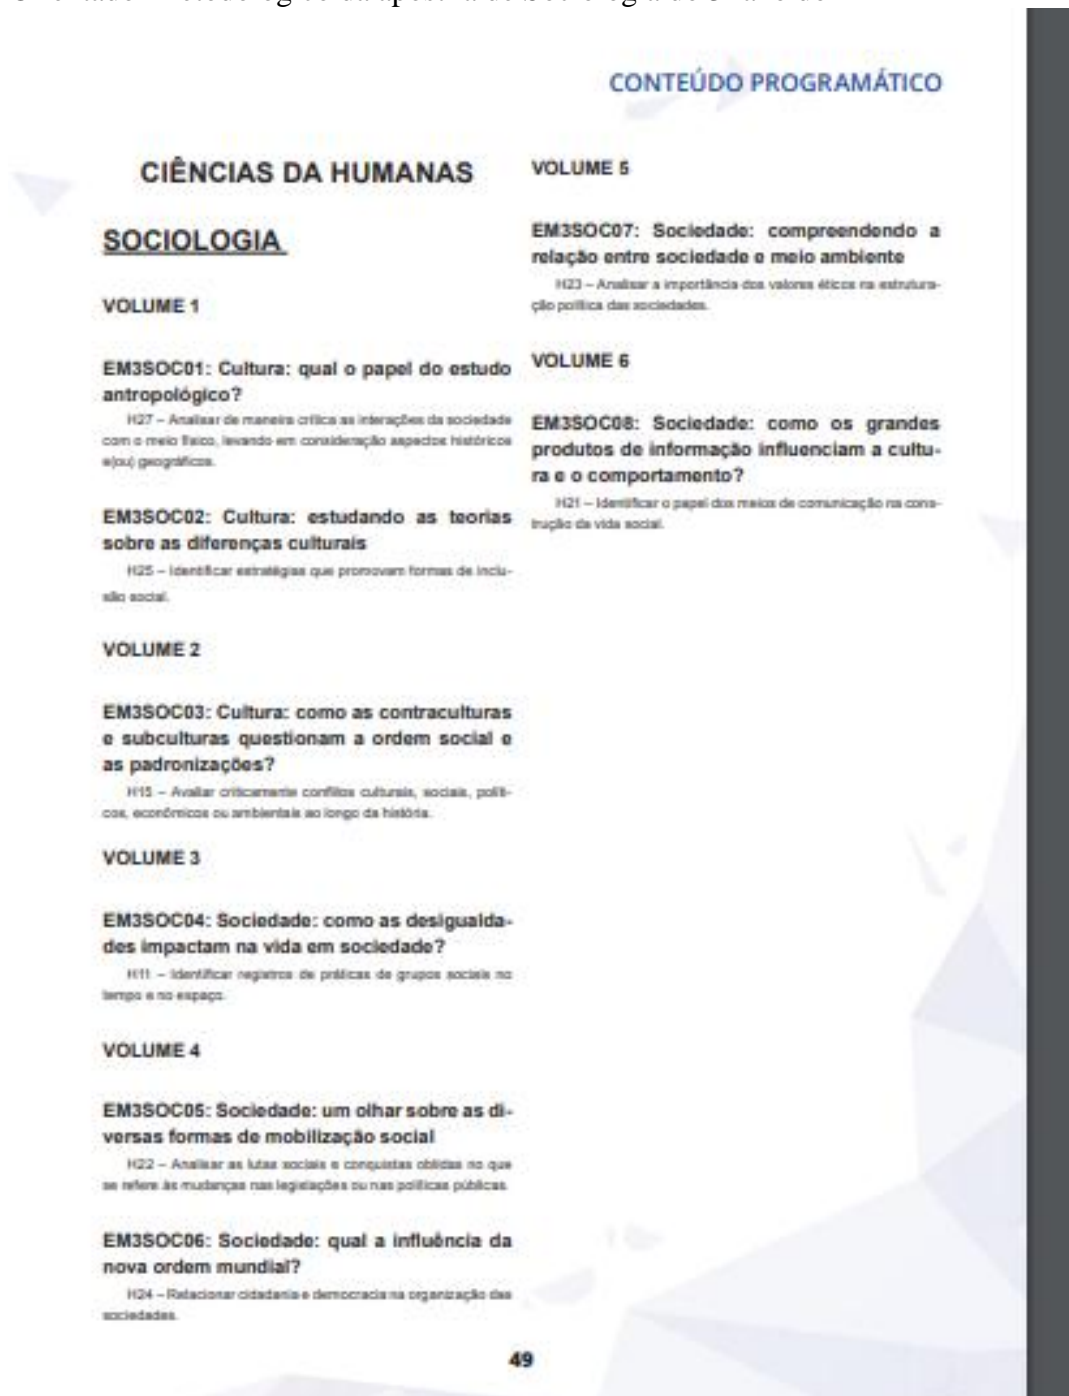 CONTEÚDO PROGRAMÁTICO
CIÊNCIAS DA HUMANAS
SOCIOLOGIA
VOLUME 1
EM3SOC01: Cultura: qual o papel do estudo
antropológico?
H27 – Analisar de maneira crítica as interações da sociedade
com o meio físico, levando em consideração aspectos históricos
e(ou) geográficos.
EM3SOC02: Cultura: estudando as teorias
sobre as diferenças culturais
H25 – Identificar estratégias que promovam formas de inclu-
são social.
VOLUME 2
EM3SOC03: Cultura: como as contraculturas
e subculturas questionam a ordem social e
as padronizações?
H15 – Avaliar criticamente conflitos culturais, sociais, políti-
cos, econômicos ou ambientais ao longo da história.
VOLUME 3
EM3SOC04: Sociedade: como as desigualda-
des impactam na vida em sociedade?
H11 – Identificar registros de práticas de grupos sociais no
tempo e no espaço.
VOLUME 4
EM3SOC05: Sociedade: um olhar sobre as di-
versas formas de mobilização social
H22 – Analisar as lutas sociais e conquistas obtidas no que
se refere às mudanças nas legislações ou nas políticas públicas.
EM3SOC06: Sociedade: qual a influência da
nova ordem mundial?
H24 – Relacionar cidadania e democracia na organização das
sociedades.
VOLUME 5
EM3SOC07: Sociedade: compreendendo a
relação entre sociedade e meio ambiente
H23 – Analisar a importância dos valores éticos na estrutura-
ção política das sociedades.
VOLUME 6
EM3SOC08: Sociedade: como os grandes
produtos de informação influenciam a cultu-
ra e o comportamento?
H21 – Identificar o papel dos meios de comunicação na cons-
trução da vida social.
49